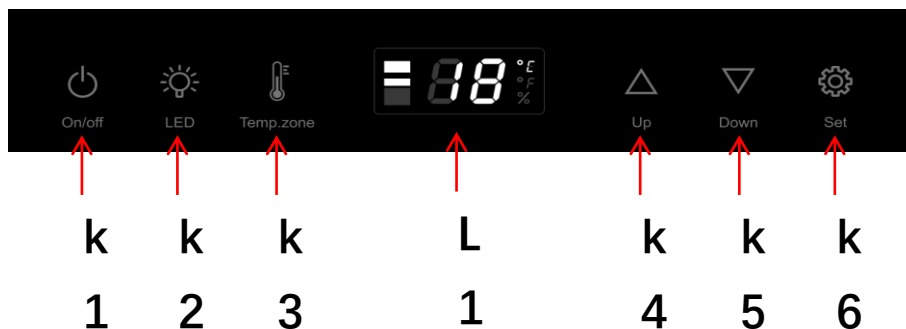 18 °C
°F
%
On/off LED Temp.zone Up Down Set
k k k L k k k
1 2 3 1 4 5 6